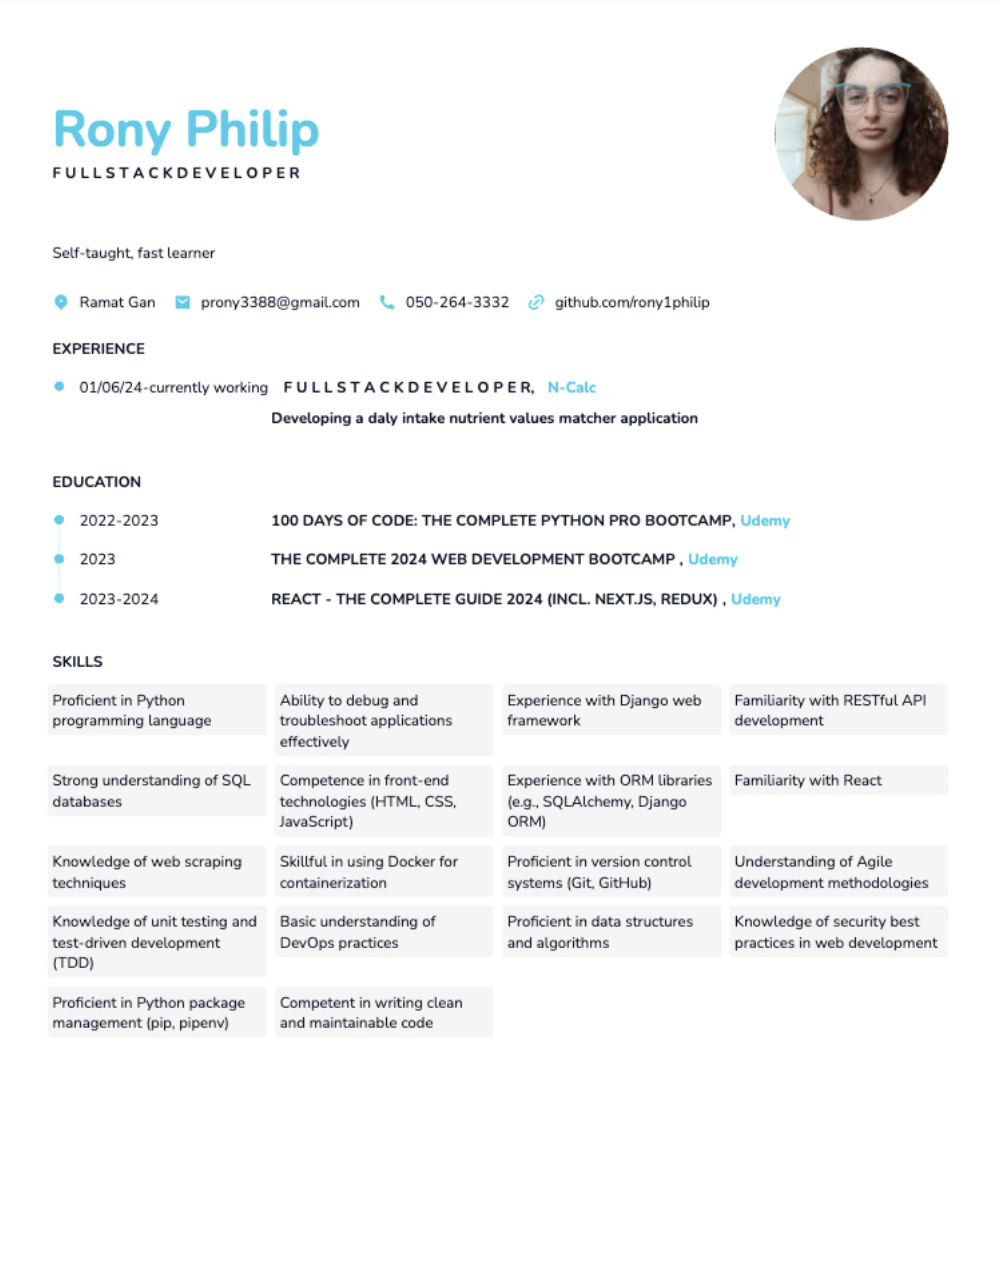 Rony Philip
FULLSTACKDEVELOPER
Self-taught, fast learner
Ramat Gan prony3388@gmail.com 050-264-3332 github.com/rony1philip
EXPERIENCE
01/06/24-currently working FULLSTACKDEVELOPER, N-Calc
Developing a daly intake nutrient values matcher application
EDUCATION
2022-2023 100 DAYS OF CODE: THE COMPLETE PYTHON PRO BOOTCAMP, Udemy
2023 THE COMPLETE 2024 WEB DEVELOPMENT BOOTCAMP , Udemy
2023-2024 REACT - THE COMPLETE GUIDE 2024 (INCL. NEXT.JS, REDUX) , Udemy
SKILLS
Proficient in Python
programming language
Ability to debug and
troubleshoot applications
effectively
Experience with Django web
framework
Familiarity with RESTful API
development
Strong understanding of SQL
databases
Competence in front-end
technologies (HTML, CSS,
JavaScript)
Experience with ORM libraries
(e.g., SQLAlchemy, Django
ORM)
Familiarity with React
Knowledge of web scraping
techniques
Skillful in using Docker for
containerization
Proficient in version control
systems (Git, GitHub)
Understanding of Agile
development methodologies
Knowledge of unit testing and
test-driven development
(TDD)
Basic understanding of
DevOps practices
Proficient in data structures
and algorithms
Knowledge of security best
practices in web development
Proficient in Python package
management (pip, pipenv)
Competent in writing clean
and maintainable code